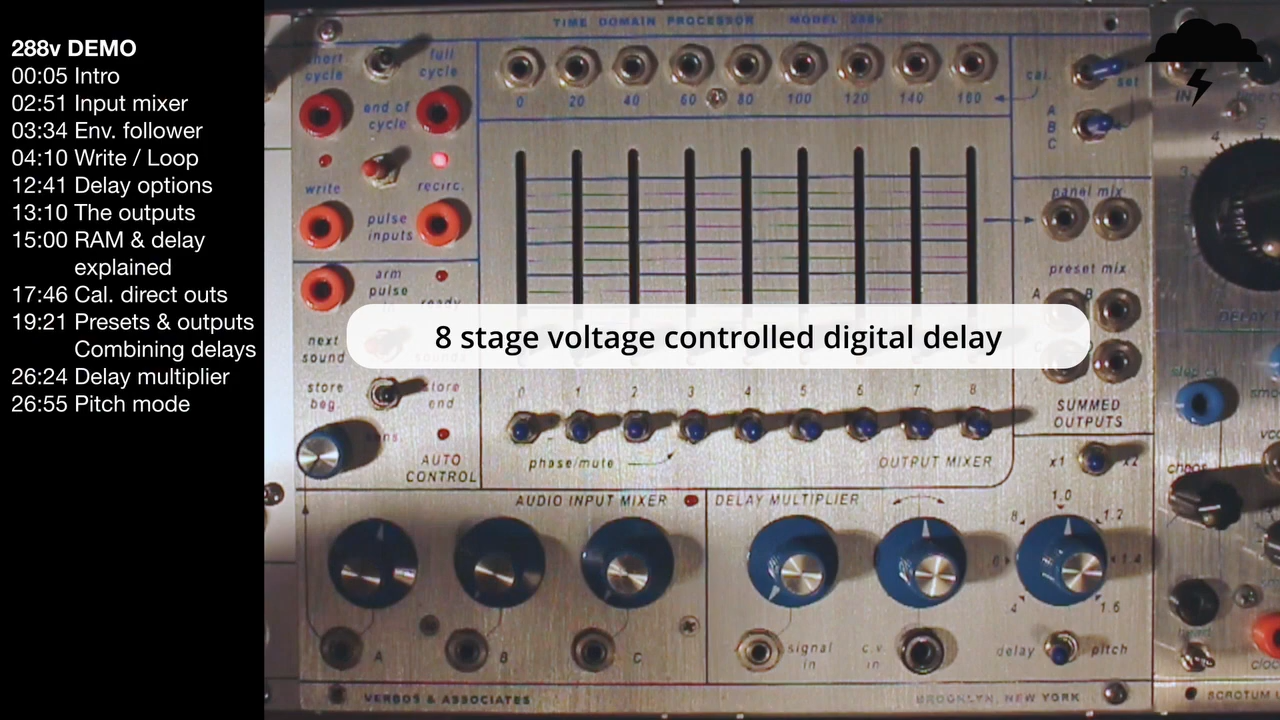 288v DEMO
00:05 Intro
02:51 Input mixer
03:34 Env. follower
04:10 Write / Loop
12:41 Delay options
13:10 The outputs
15:00 RAM & delay
explained
17:46 Cal. direct outs
19:21 Presets & outputs
Combining delays
26:24 Delay multiplier
26:55 Pitch mode
TIME DOMAIN PROCESSOR MODEL 288v
short cycle
full cycle
end of cycle
write
recirc.
pulse inputs
arm pulse
ready
next sound
store beg.
store end
sens
AUTO CONTROL
0 20 40 60 80 100 120 140 160
cal.
set
A
B
C
panel mix
preset mix
A B
8 stage voltage controlled digital delay
0 1 2 3 4 5 6 7 8
phase/mute
OUTPUT MIXER
SUMMED OUTPUTS
x1 x2
AUDIO INPUT MIXER
DELAY MULTIPLIER
1.0
.8 1.2
.6 1.4
.4 1.6
A B C
signal in
c.v. in
delay pitch
VERBOS & ASSOCIATES
BROOKLYN, NEW YORK
IN
4
3
DELAY
chaos
SCROTUM